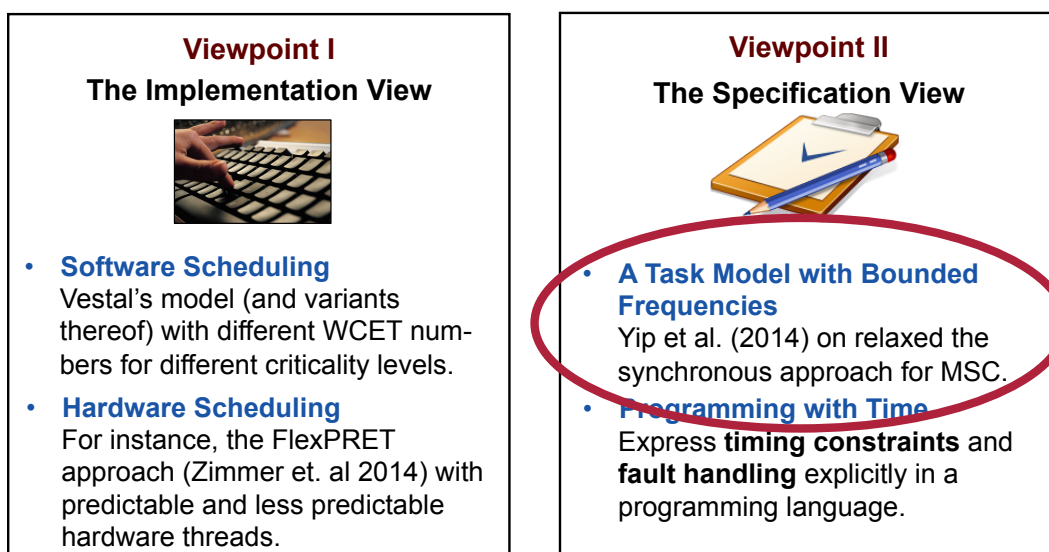 Viewpoint I
The Implementation View
• Software Scheduling
Vestal's model (and variants
thereof) with different WCET num-
bers for different criticality levels.
• Hardware Scheduling
For instance, the FlexPRET
approach (Zimmer et. al 2014) with
predictable and less predictable
hardware threads.
Viewpoint II
The Specification View
• A Task Model with Bounded
Frequencies
Yip et al. (2014) on relaxed the
synchronous approach for MSC.
• Programming with Time
Express timing constraints and
fault handling explicitly in a
programming language.